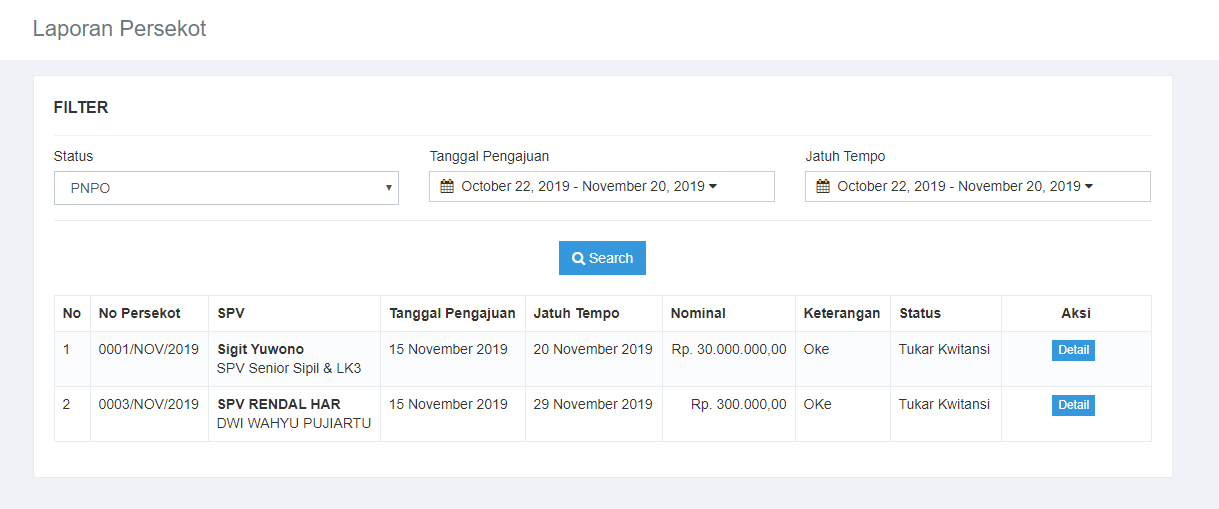 Laporan Persekot
FILTER
Status Tanggal Pengajuan Jatuh Tempo
PNPO October 22, 2019 - November 20, 2019 October 22, 2019 - November 20, 2019
Search
No No Persekot SPV Tanggal Pengajuan Jatuh Tempo Nominal Keterangan Status Aksi
1 0001/NOV/2019 Sigit Yuwono 15 November 2019 20 November 2019 Rp. 30.000.000,00 Oke Tukar Kwitansi Detail
SPV Senior Sipil & LK3
2 0003/NOV/2019 SPV RENDAL HAR 15 November 2019 29 November 2019 Rp. 300.000,00 OKe Tukar Kwitansi Detail
DWI WAHYU PUJIARTU